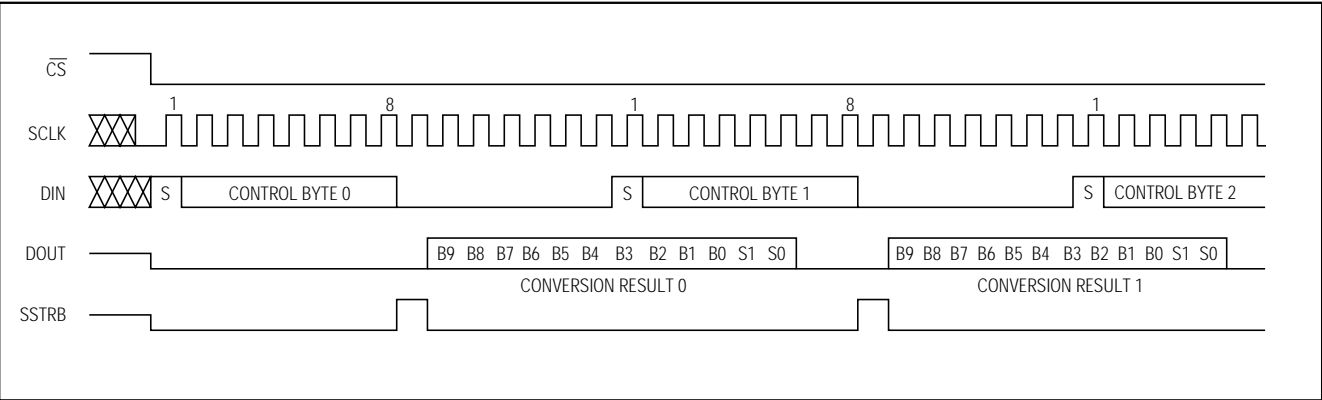 CS
SCLK 1 8 1 8 1
DIN S CONTROL BYTE 0 S CONTROL BYTE 1 S CONTROL BYTE 2
DOUT B9 B8 B7 B6 B5 B4 B3 B2 B1 B0 S1 S0 B9 B8 B7 B6 B5 B4 B3 B2 B1 B0 S1 S0
CONVERSION RESULT 0 CONVERSION RESULT 1
SSTRB